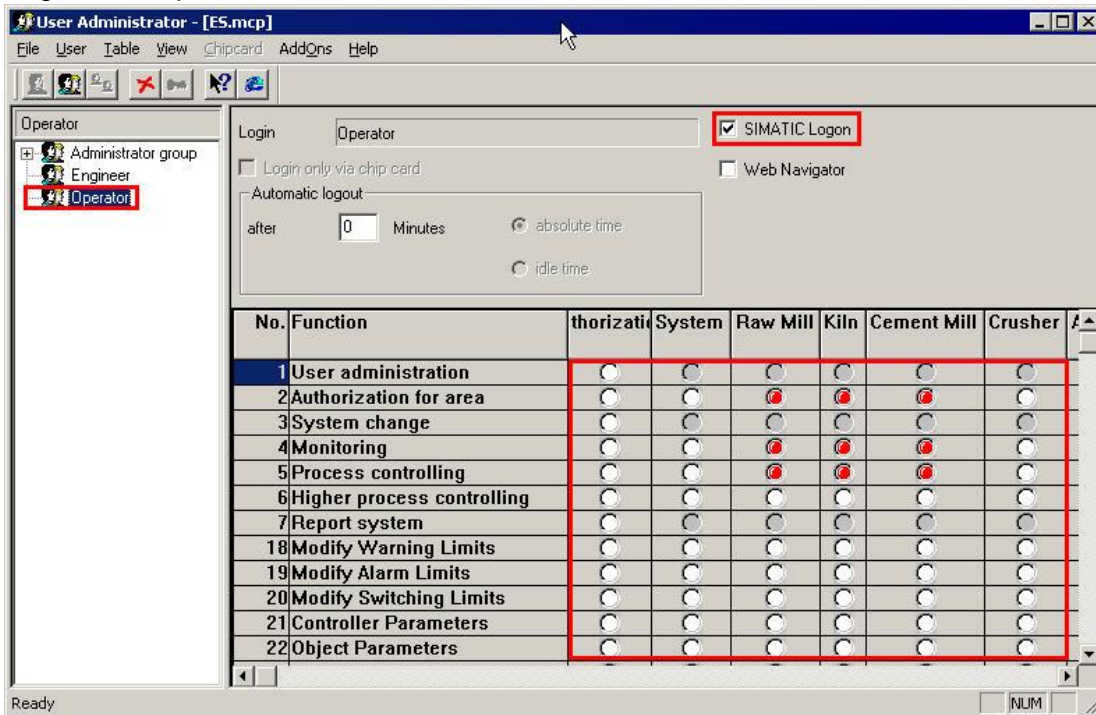 User Administrator - [ES.mcp]
File User Table View Chipcard AddOns Help
Operator
Administrator group
Engineer
Operator
Login Operator
SIMATIC Logon
Login only via chip card
Web Navigator
Automatic logout
after 0 Minutes absolute time
idle time
No. Function thorizatio System Raw Mill Kiln Cement Mill Crusher
1 User administration
2 Authorization for area
3 System change
4 Monitoring
5 Process controlling
6 Higher process controlling
7 Report system
18 Modify Warning Limits
19 Modify Alarm Limits
20 Modify Switching Limits
21 Controller Parameters
22 Object Parameters
Ready NUM